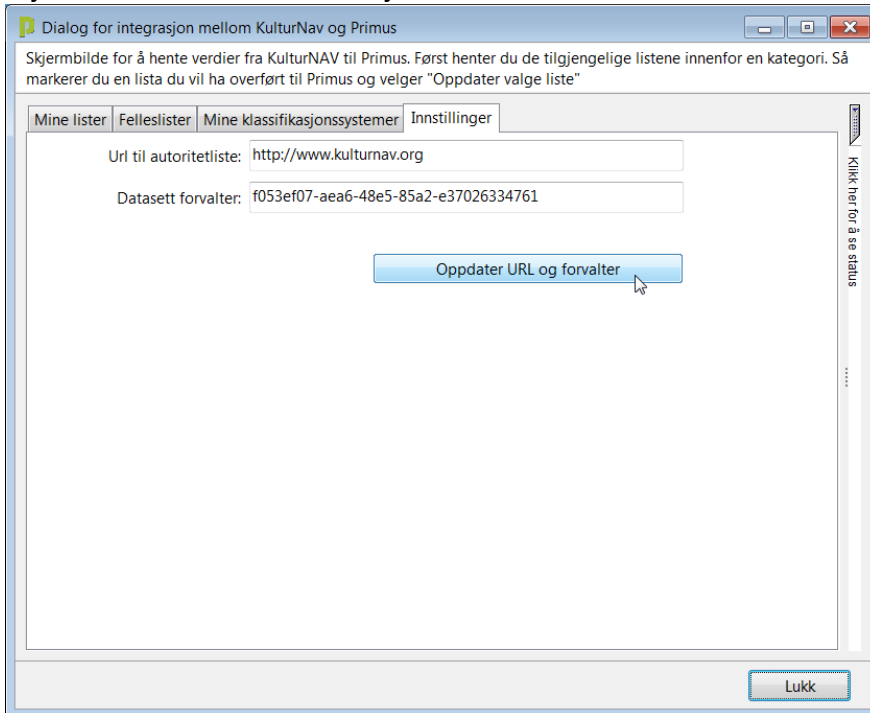 Dialog for integrasjon mellom KulturNav og Primus
Skjermbilde for å hente verdier fra KulturNAV til Primus. Først henter du de tilgjengelige listene innenfor en kategori. Så
markerer du en lista du vil ha overført til Primus og velger "Oppdater valge liste"
Mine lister Felleslister Mine klassifikasjonssystemer Innstillinger
Url til autoritetliste: http://www.kulturnav.org
Datasett forvalter: f053ef07-aea6-48e5-85a2-e37026334761
Oppdater URL og forvalter
Klikk her for å se status
Lukk